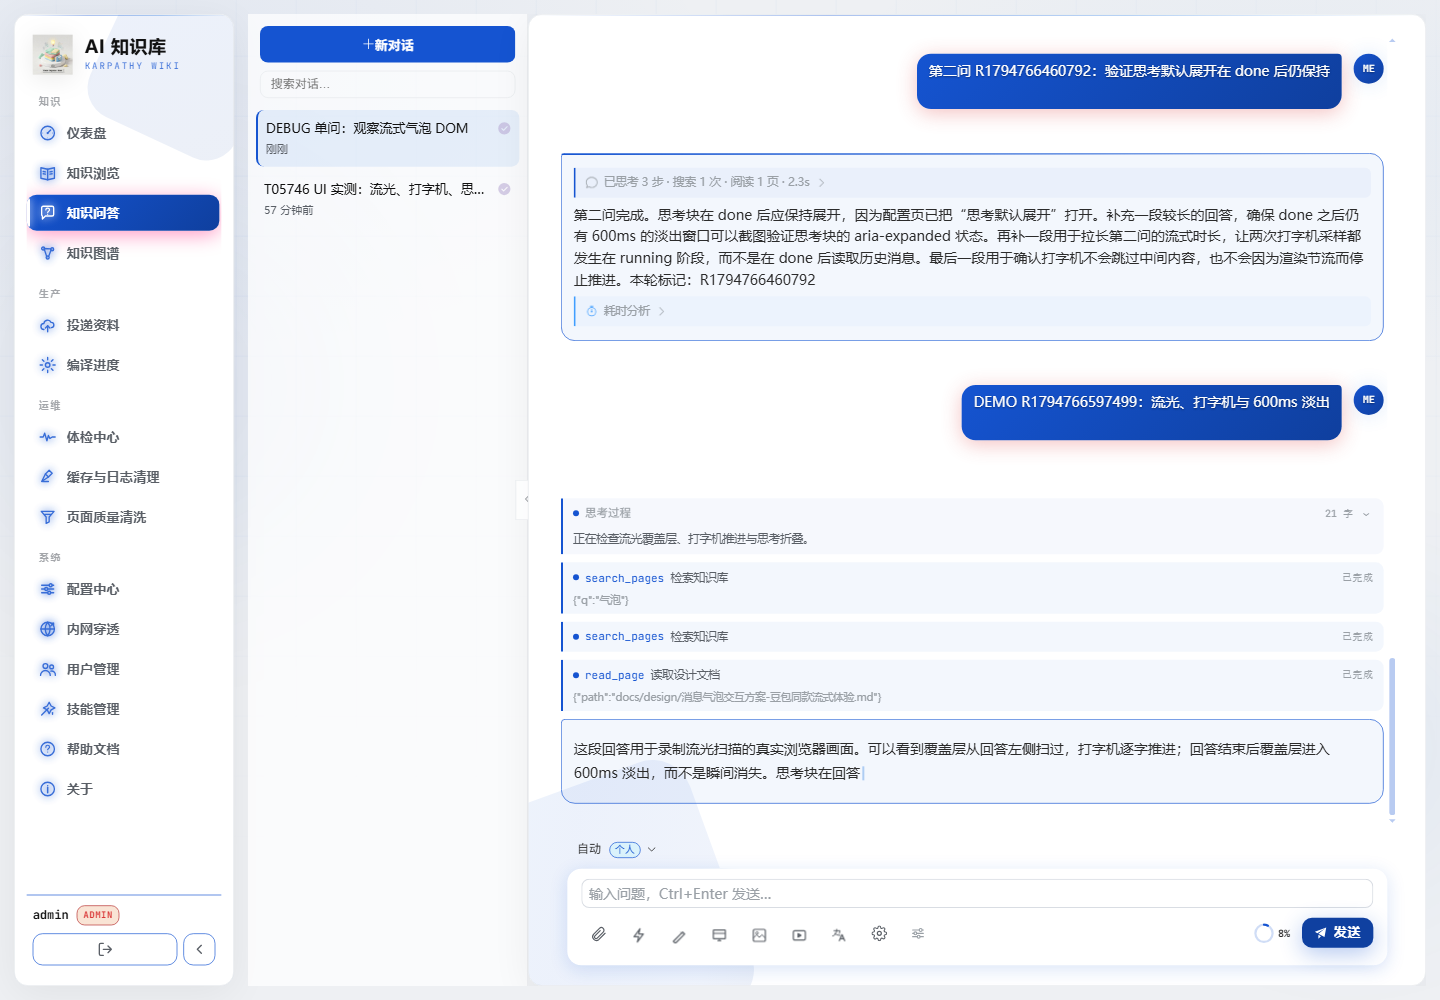 AI 知识库
KARPATHY WIKI
知识
仪表盘
知识浏览
知识问答
知识图谱
生产
投递资料
编译进度
运维
体检中心
缓存与日志清理
页面质量清洗
系统
配置中心
内网穿透
用户管理
技能管理
帮助文档
关于
admin ADMIN
+新对话
搜索对话...
DEBUG 单问：观察流式气泡 DOM
刚刚
T05746 UI 实测：流光、打字机、思...
57 分钟前
第二问 R1794766460792：验证思考默认展开在 done 后仍保持
ME
已思考 3 步 · 搜索 1 次 · 阅读 1 页 · 2.3s
第二问完成。思考块在 done 后应保持展开，因为配置页已把“思考默认展开”打开。补充一段较长的回答，确保 done 之后仍
有 600ms 的淡出窗口可以截图验证思考块的 aria-expanded 状态。再补一段用于拉长第二问的流式时长，让两次打字机采样都
发生在 running 阶段，而不是在 done 后读取历史消息。最后一段用于确认打字机不会跳过中间内容，也不会因为渲染节流而停
止推进。本轮标记：R1794766460792
耗时分析
DEMO R1794766597499：流光、打字机与 600ms 淡出
ME
思考过程 21 字
正在检查流光覆盖层、打字机推进与思考折叠。
search_pages 检索知识库 已完成
{"q":"气泡"}
search_pages 检索知识库 已完成
read_page 读取设计文档 已完成
{"path":"docs/design/消息气泡交互方案-豆包同款流式体验.md"}
这段回答用于录制流光扫描的真实浏览器画面。可以看到覆盖层从回答左侧扫过，打字机逐字推进；回答结束后覆盖层进入
600ms 淡出，而不是瞬间消失。思考块在回答
自动 个人
输入问题，Ctrl+Enter 发送...
8% 发送